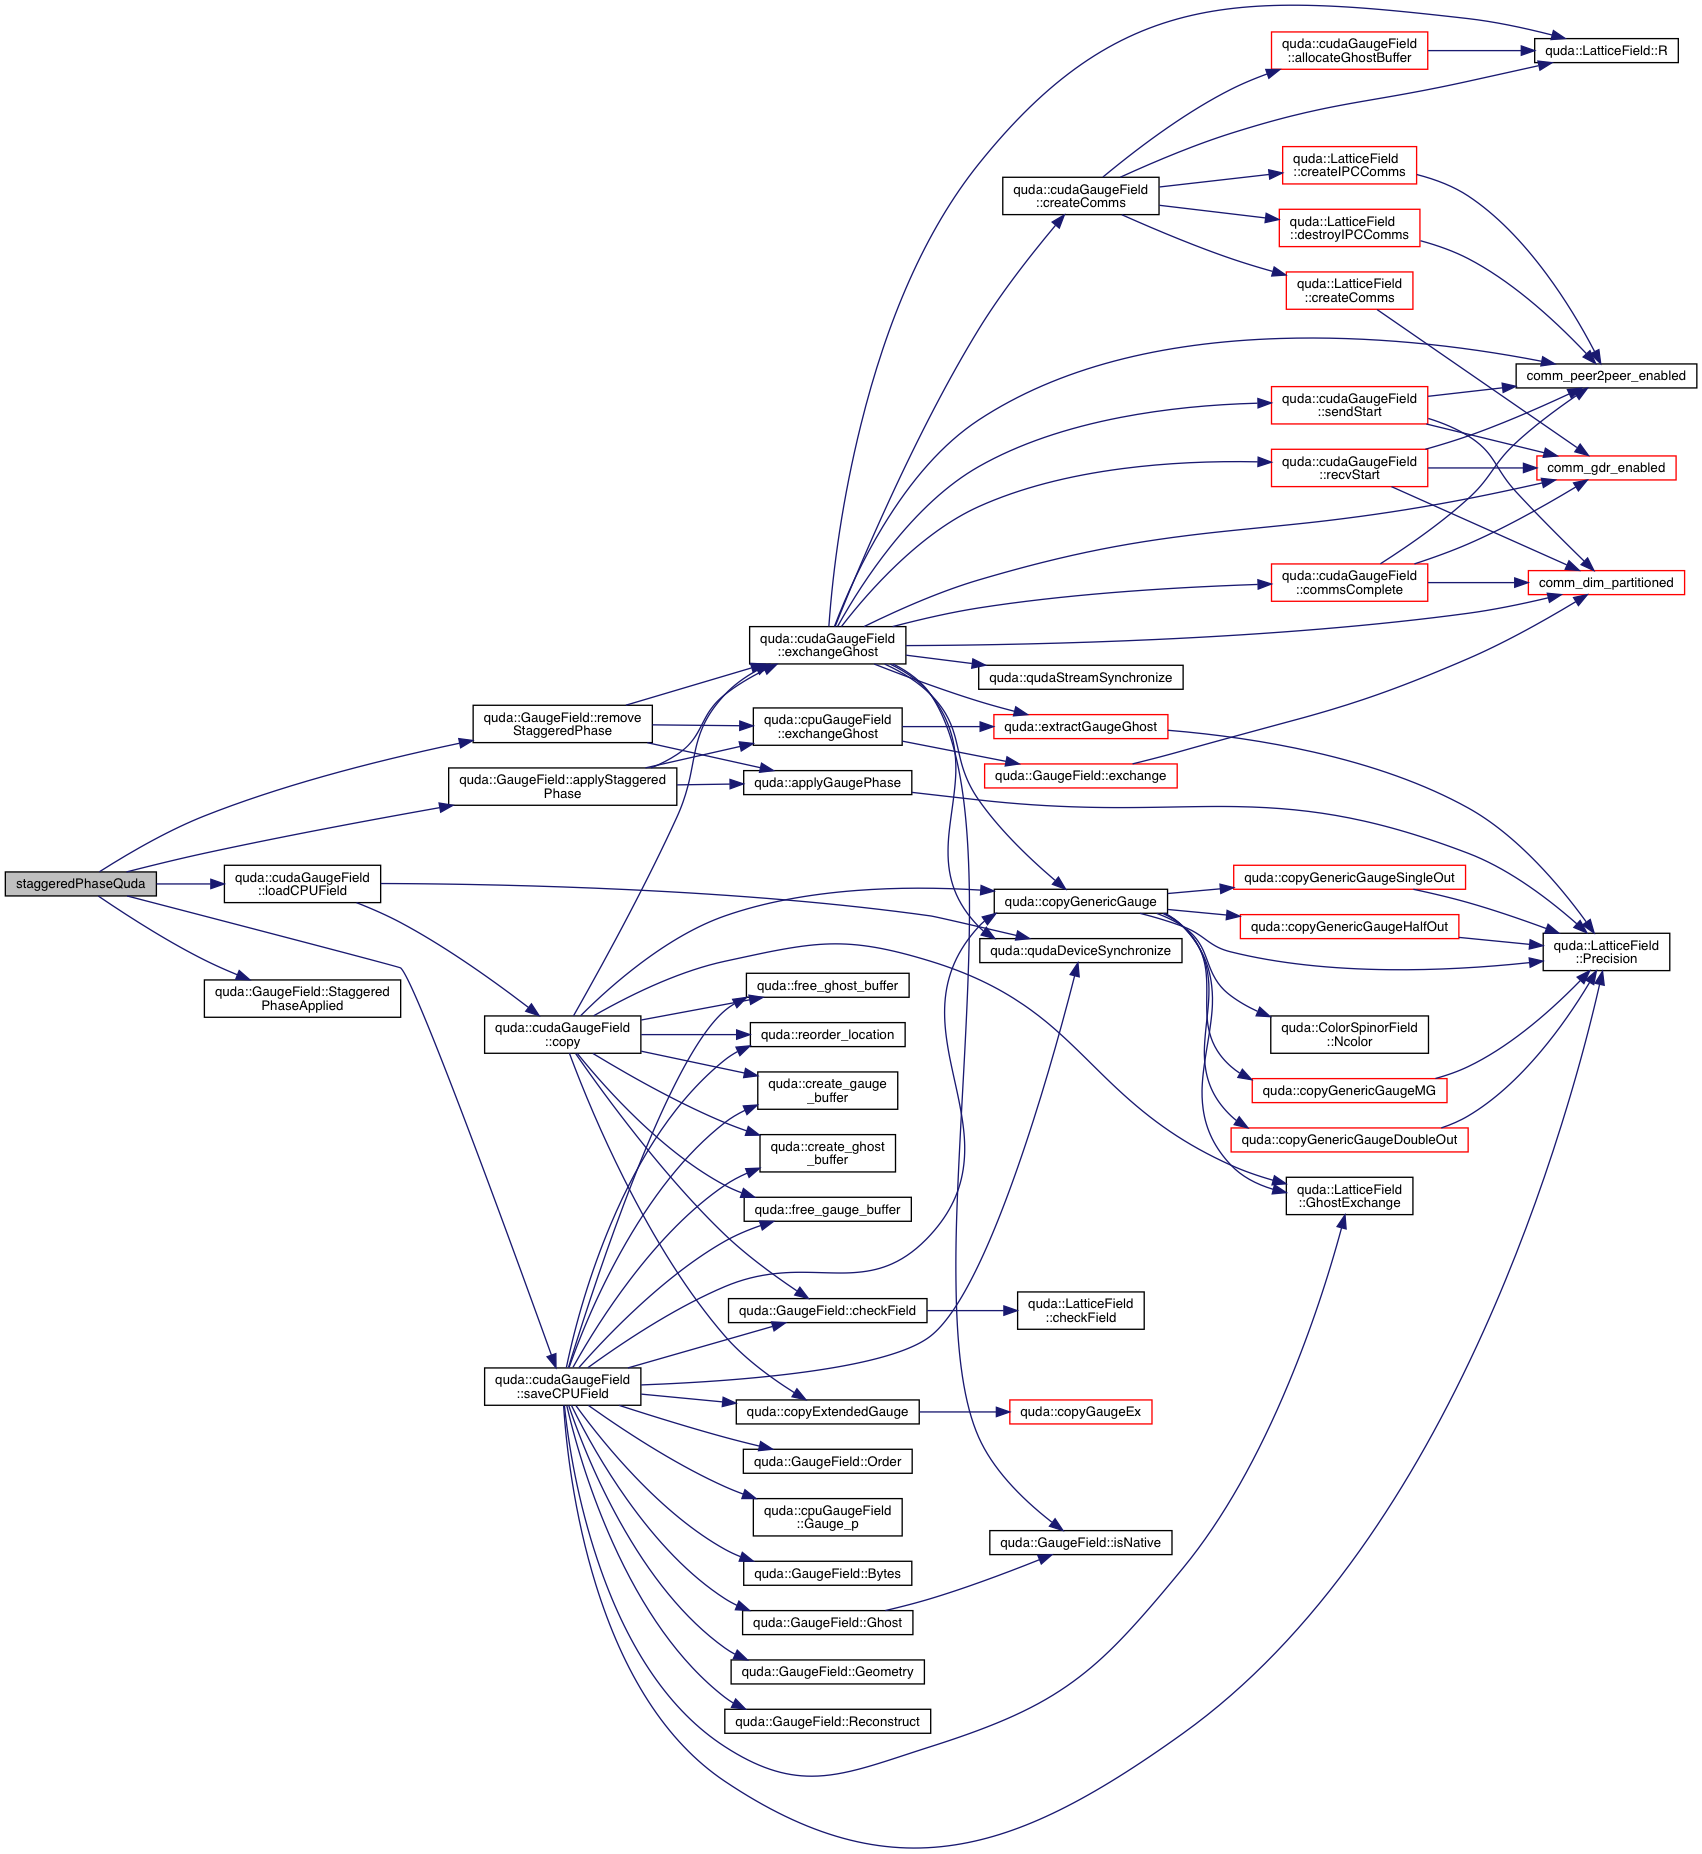 staggeredPhaseQuda
quda::GaugeField::remove
StaggeredPhase
quda::GaugeField::applyStaggered
Phase
quda::cudaGaugeField
::loadCPUField
quda::GaugeField::Staggered
PhaseApplied
quda::cudaGaugeField
::copy
quda::cudaGaugeField
::saveCPUField
quda::cudaGaugeField
::exchangeGhost
quda::cpuGaugeField
::exchangeGhost
quda::applyGaugePhase
quda::free_ghost_buffer
quda::reorder_location
quda::create_gauge
_buffer
quda::create_ghost
_buffer
quda::free_gauge_buffer
quda::GaugeField::checkField
quda::copyExtendedGauge
quda::GaugeField::Order
quda::cpuGaugeField
::Gauge_p
quda::GaugeField::Bytes
quda::GaugeField::Ghost
quda::GaugeField::Geometry
quda::GaugeField::Reconstruct
quda::cudaGaugeField
::createComms
quda::qudaStreamSynchronize
quda::extractGaugeGhost
quda::GaugeField::exchange
quda::copyGenericGauge
quda::qudaDeviceSynchronize
quda::LatticeField
::checkField
quda::copyGaugeEx
quda::GaugeField::isNative
quda::cudaGaugeField
::allocateGhostBuffer
quda::LatticeField
::createIPCComms
quda::LatticeField
::destroyIPCComms
quda::LatticeField
::createComms
quda::cudaGaugeField
::sendStart
quda::cudaGaugeField
::recvStart
quda::cudaGaugeField
::commsComplete
quda::copyGenericGaugeSingleOut
quda::copyGenericGaugeHalfOut
quda::ColorSpinorField
::Ncolor
quda::copyGenericGaugeMG
quda::copyGenericGaugeDoubleOut
quda::LatticeField
::GhostExchange
quda::LatticeField::R
comm_peer2peer_enabled
comm_gdr_enabled
comm_dim_partitioned
quda::LatticeField
::Precision